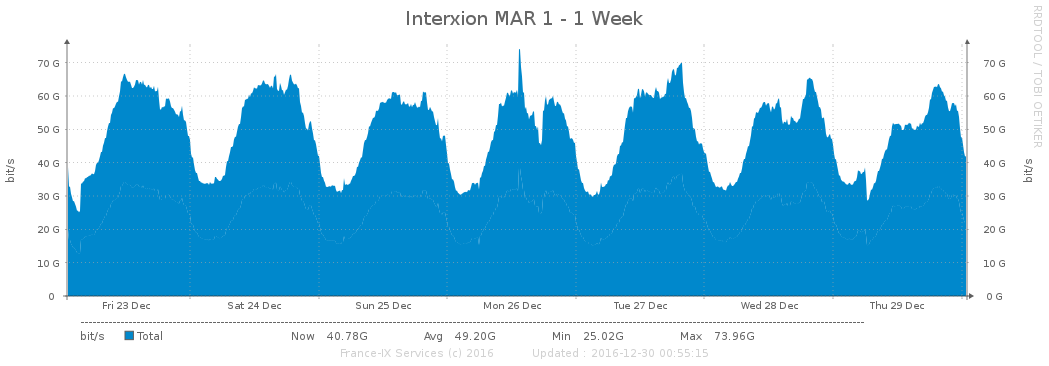 Interxion MAR 1 - 1 Week
RRDTOOL / TOBI OETIKER
bit/s
bit/s
70 G 70 G
60 G 60 G
50 G 50 G
40 G 40 G
30 G 30 G
20 G 20 G
10 G 10 G
0 0 G
Fri 23 Dec Sat 24 Dec Sun 25 Dec Mon 26 Dec Tue 27 Dec Wed 28 Dec Thu 29 Dec
bit/s Total Now 40.78G Avg 49.20G Min 25.02G Max 73.96G
France-IX Services (c) 2016 Updated : 2016-12-30 00:55:15